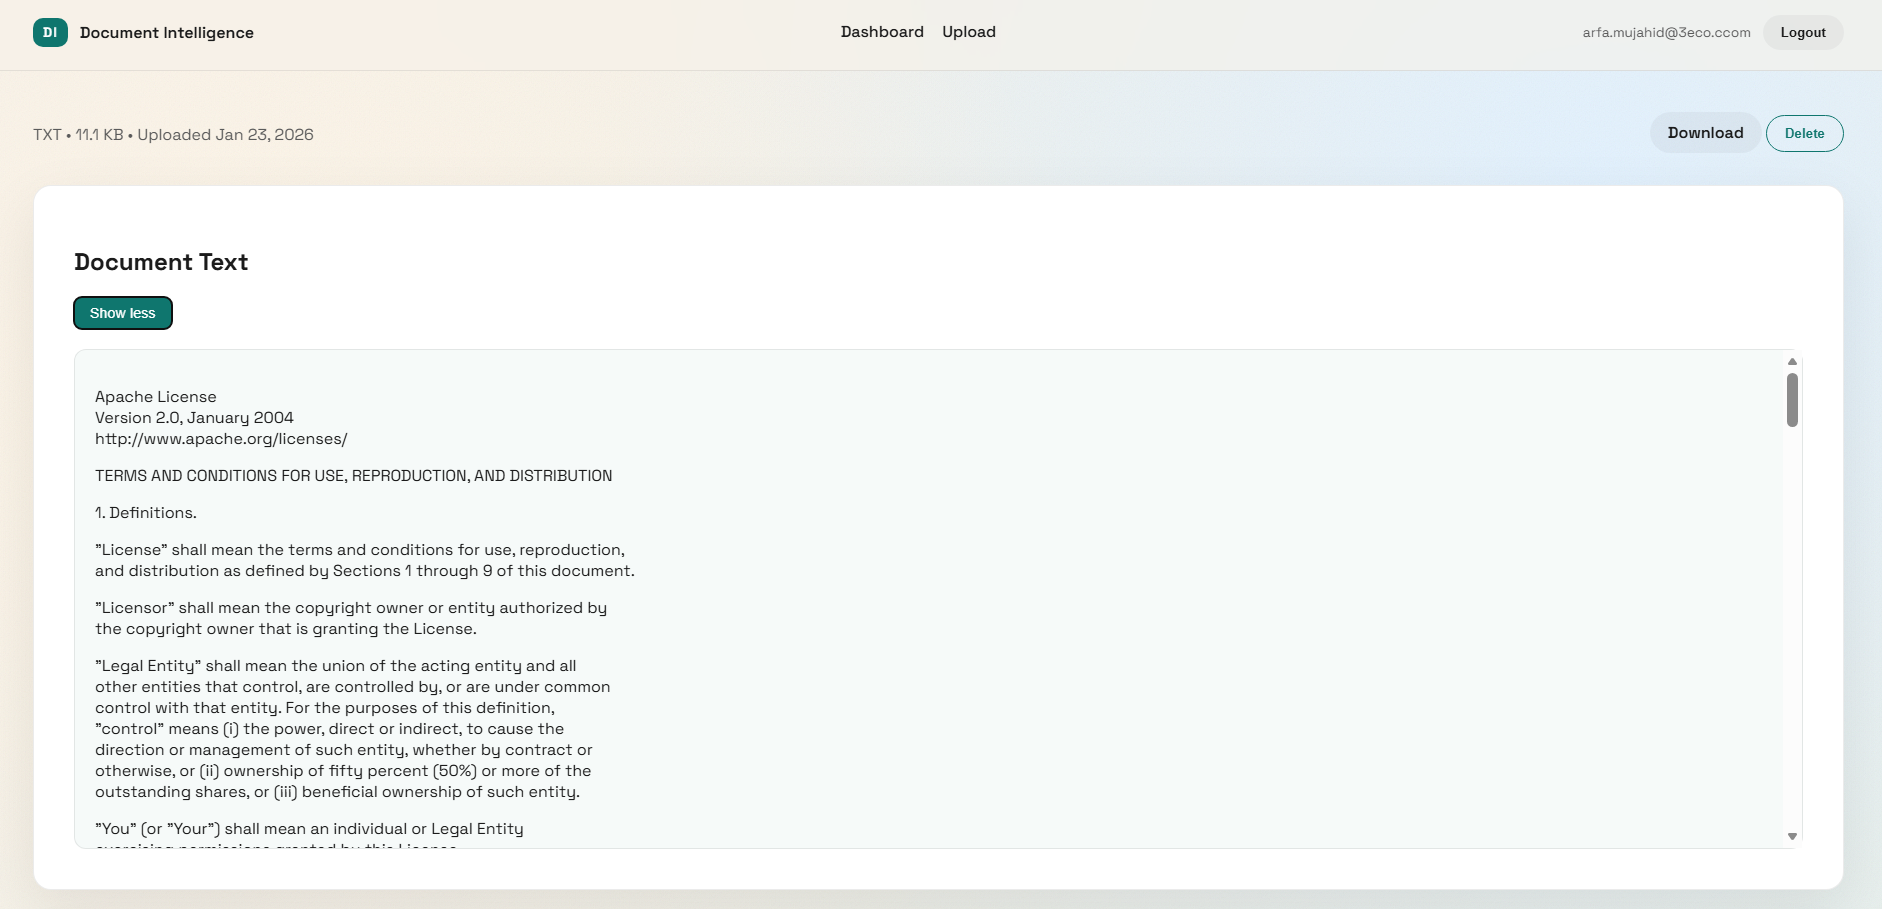 DI Document Intelligence Dashboard Upload arfa.mujahid@3eco.ccom Logout
TXT • 11.1 KB • Uploaded Jan 23, 2026 Download Delete
Document Text
Show less
Apache License
Version 2.0, January 2004
http://www.apache.org/licenses/
TERMS AND CONDITIONS FOR USE, REPRODUCTION, AND DISTRIBUTION
1. Definitions.
"License" shall mean the terms and conditions for use, reproduction,
and distribution as defined by Sections 1 through 9 of this document.
"Licensor" shall mean the copyright owner or entity authorized by
the copyright owner that is granting the License.
"Legal Entity" shall mean the union of the acting entity and all
other entities that control, are controlled by, or are under common
control with that entity. For the purposes of this definition,
"control" means (i) the power, direct or indirect, to cause the
direction or management of such entity, whether by contract or
otherwise, or (ii) ownership of fifty percent (50%) or more of the
outstanding shares, or (iii) beneficial ownership of such entity.
"You" (or "Your") shall mean an individual or Legal Entity
exercising permissions granted by this License.